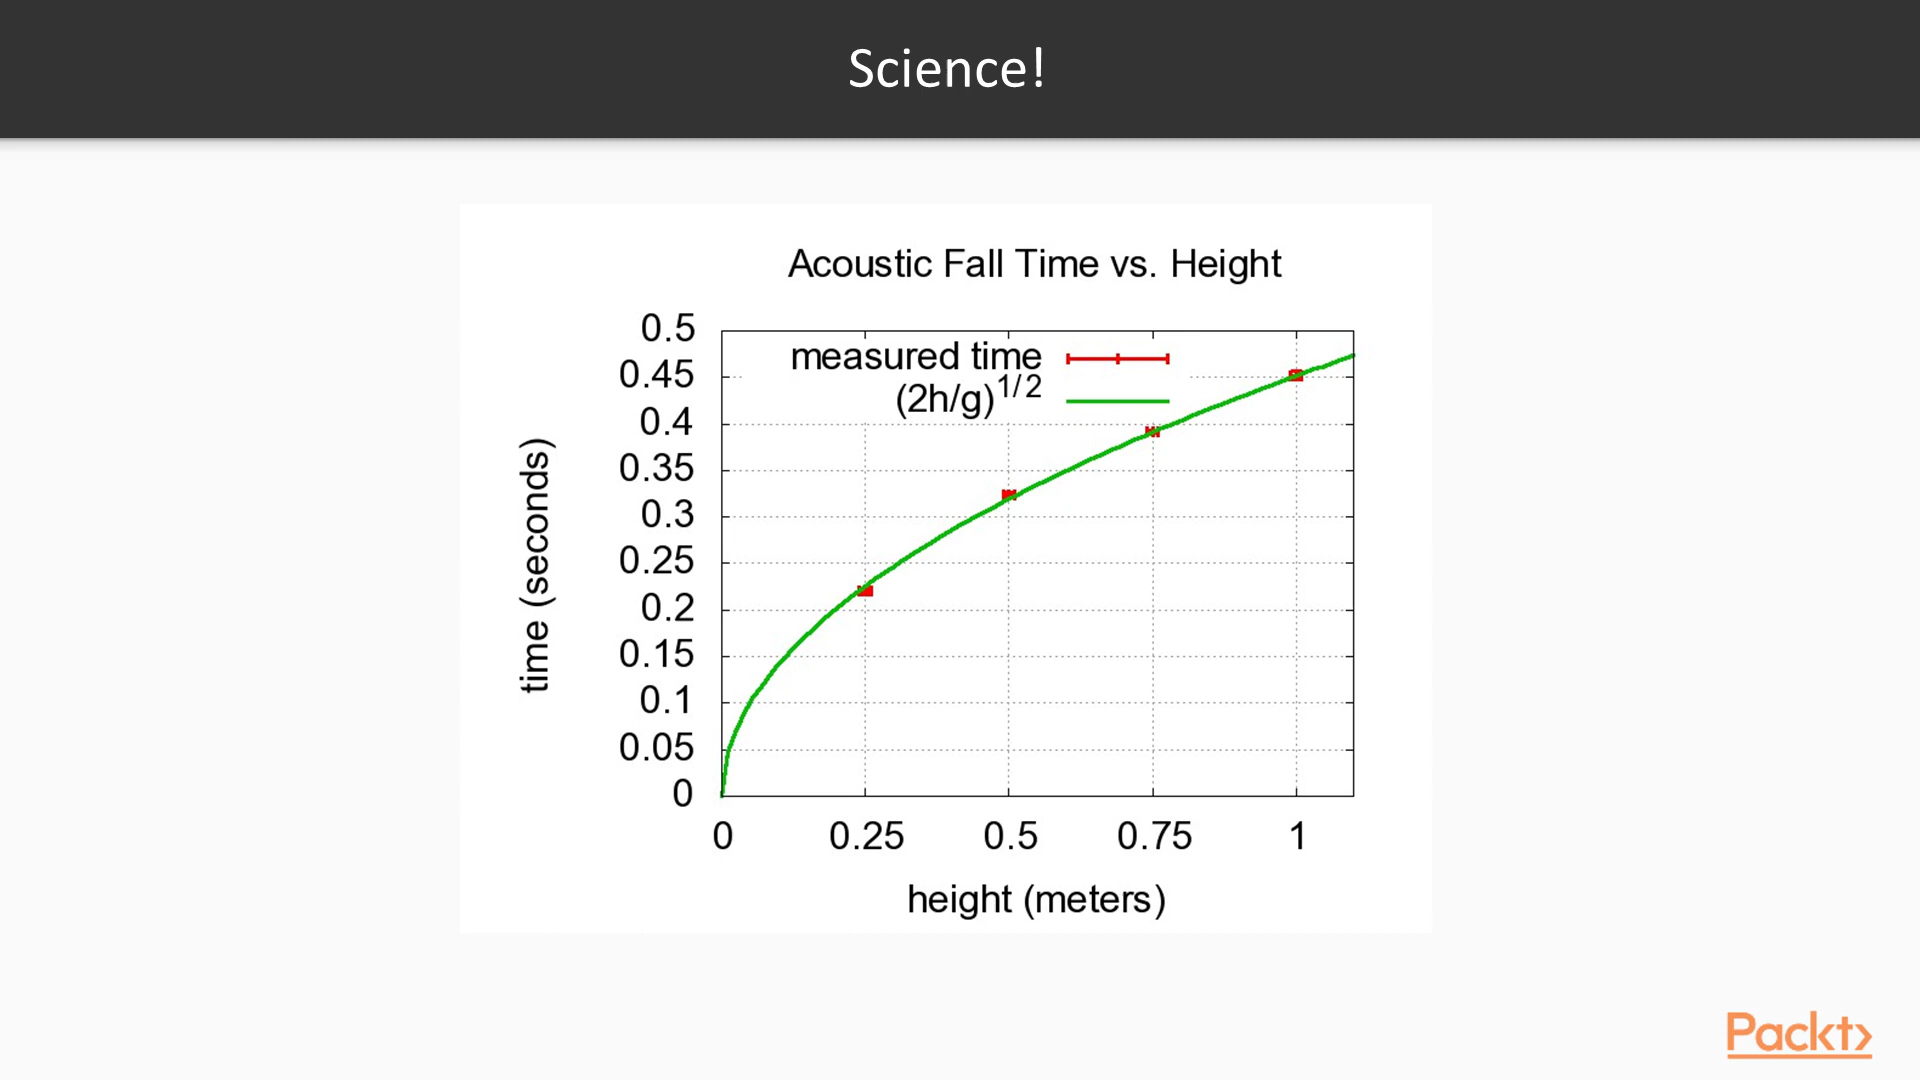 Science!
Acoustic Fall Time vs. Height
0.5
measured time
0.45
(2h/g)^1/2
0.4
0.35
0.3
0.25
0.2
0.15
0.1
0.05
0
time (seconds)
0 0.25 0.5 0.75 1
height (meters)
Packt>